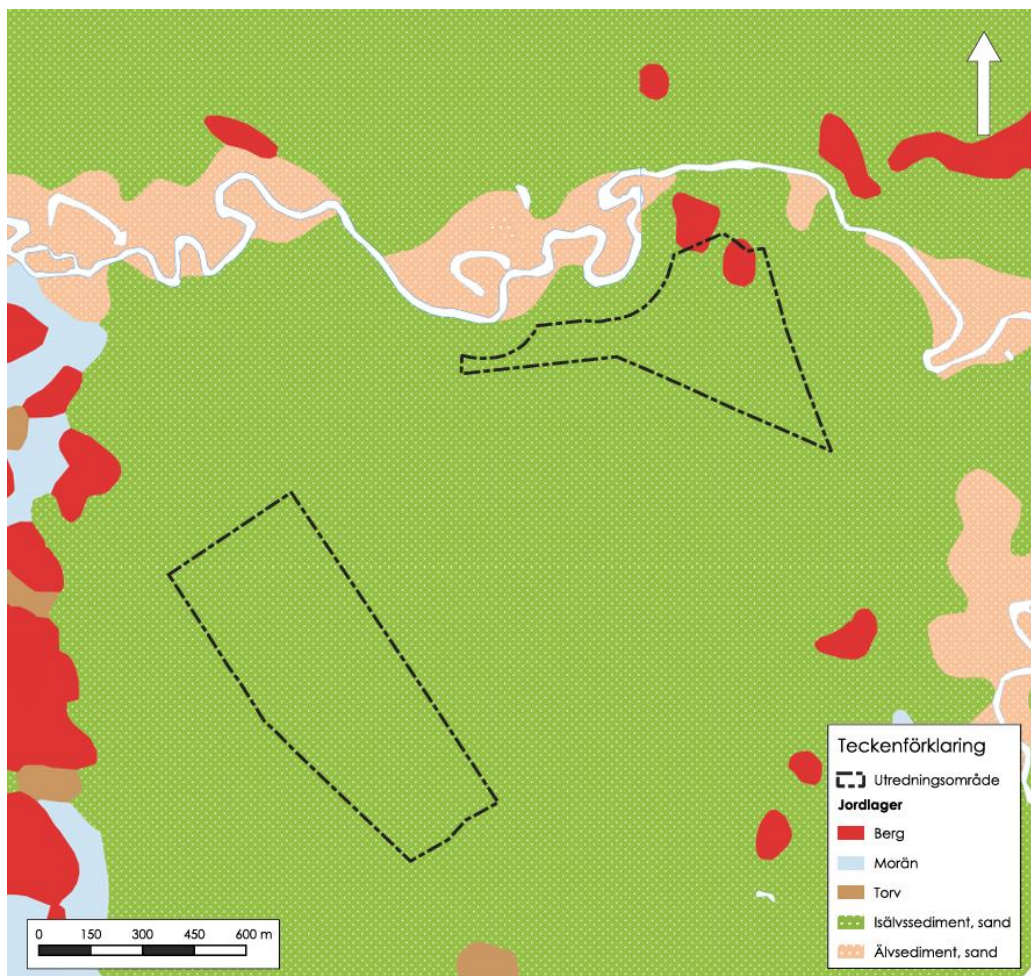 Teckenförklaring
Utredningsområde
Jordlager
Berg
Morän
Torv
Isälvssediment, sand
Älvsediment, sand
0 150 300 450 600 m